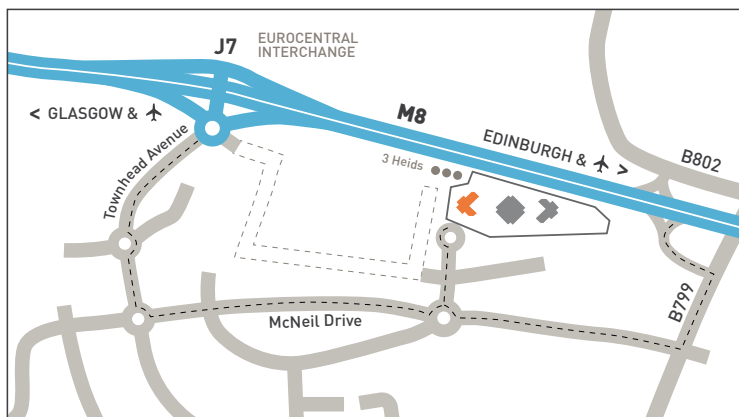 J7
EUROCENTRAL
INTERCHANGE
< GLASGOW &
M8
EDINBURGH & >
B802
Townhead Avenue
3 Heids
McNeil Drive
B799